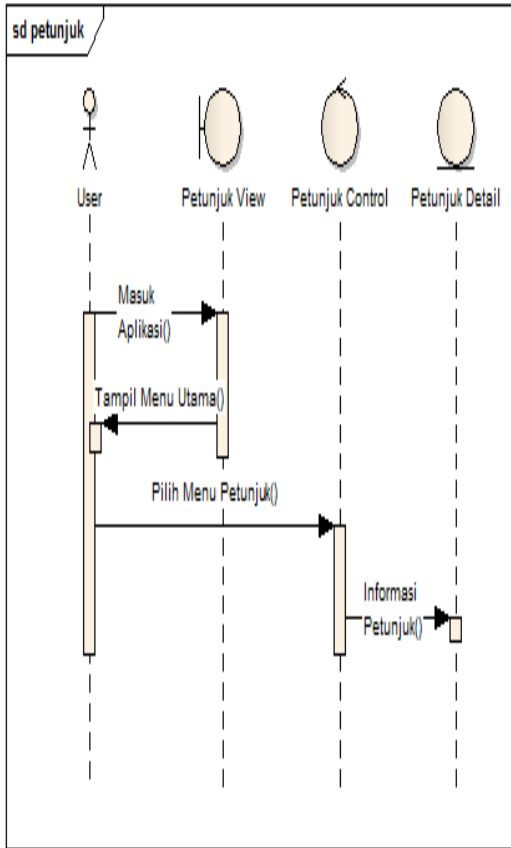 sd petunjuk
User
Petunjuk View
Petunjuk Control
Petunjuk Detail
Masuk
Aplikasi()
Tampil Menu Utama()
Pilih Menu Petunjuk()
Informasi
Petunjuk()